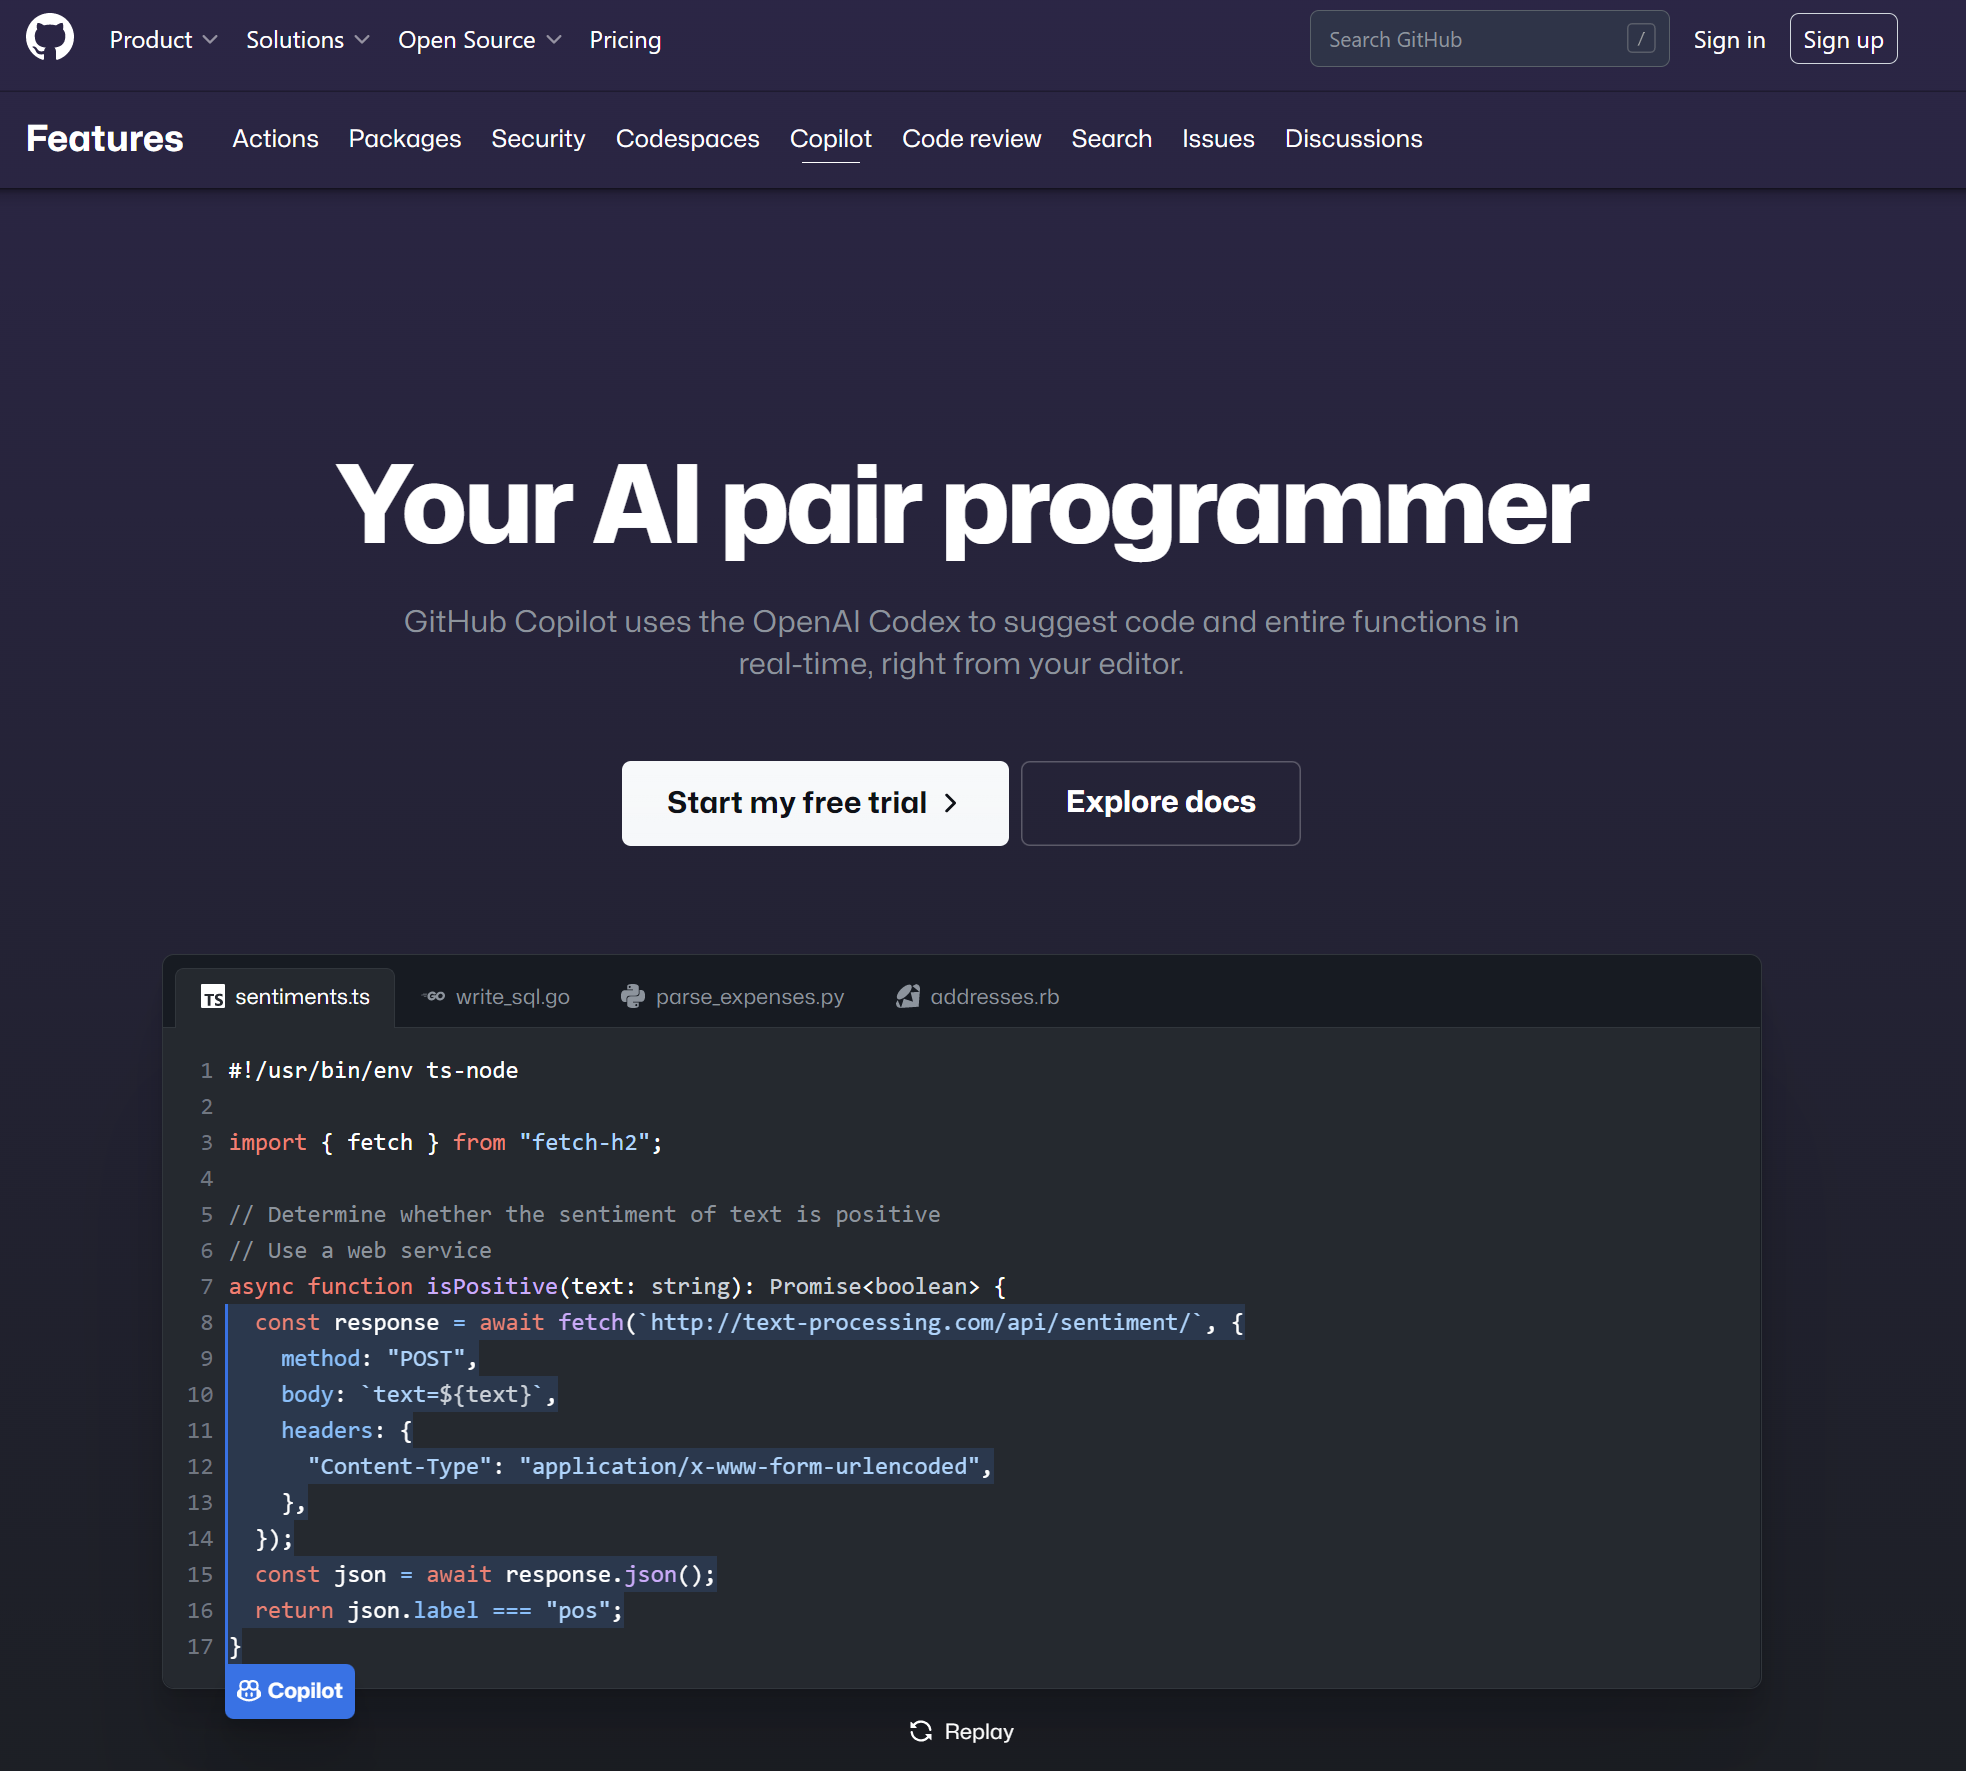 Product Solutions Open Source Pricing Search GitHub / Sign in Sign up
Features Actions Packages Security Codespaces Copilot Code review Search Issues Discussions
Your AI pair programmer
GitHub Copilot uses the OpenAI Codex to suggest code and entire functions in
real-time, right from your editor.
Start my free trial Explore docs
TS sentiments.ts GO write_sql.go parse_expenses.py addresses.rb
1 #!/usr/bin/env ts-node
2
3 import { fetch } from "fetch-h2";
4
5 // Determine whether the sentiment of text is positive
6 // Use a web service
7 async function isPositive(text: string): Promise<boolean> {
8   const response = await fetch(`http://text-processing.com/api/sentiment/`, {
9     method: "POST",
10     body: `text=${text}`,
11     headers: {
12       "Content-Type": "application/x-www-form-urlencoded",
13     },
14   });
15   const json = await response.json();
16   return json.label === "pos";
17 }
Copilot
Replay